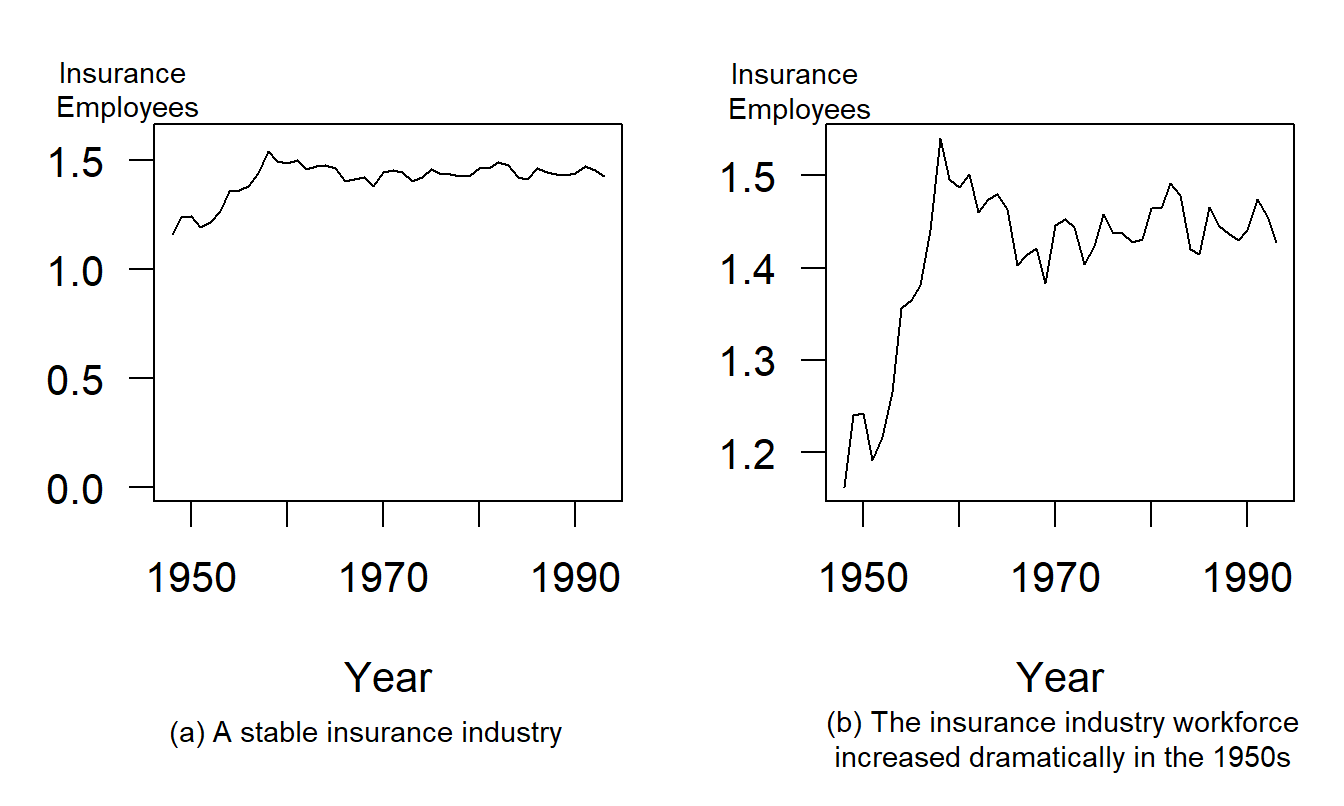 Insurance
Employees
1.5
1.0
0.5
0.0
1950 1970 1990
Year
(a) A stable insurance industry
Insurance
Employees
1.5
1.4
1.3
1.2
1950 1970 1990
Year
(b) The insurance industry workforce
increased dramatically in the 1950s